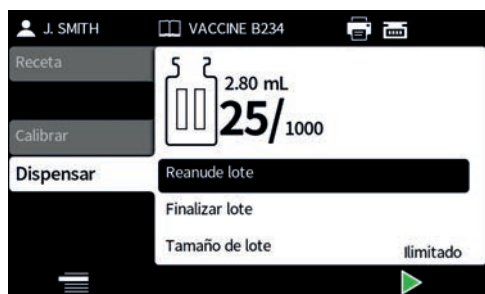 J. SMITH VACCINE B234
Receta
Calibrar
Dispensar
2.80 mL
25/1000
Reanude lote
Finalizar lote
Tamaño de lote Ilimitado